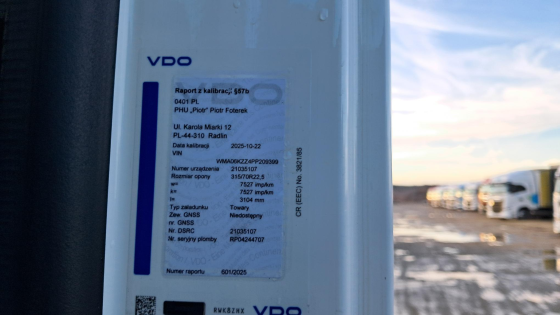 VDO
Raport z kalibracji §57b
0401 PL
PHU „Piotr" Piotr Foterek
Ul. Karola Miarki 12
PL-44-310 Radlin
Data kalibracji 2025-10-22
VIN
Numer urządzenia 21035107
Rozmiar opony 315/70R22,5
w= 7527 imp/km
k= 7527 imp/km
l= 3104 mm
Typ załadunku Towary
Zew. GNSS Niedostępny
nr. GNSS
Nr. DSRC 21035107
Nr. seryjny plomby RP04244707
Numer raportu 601/2025
CR (EEC) No. 3821/85
VDO